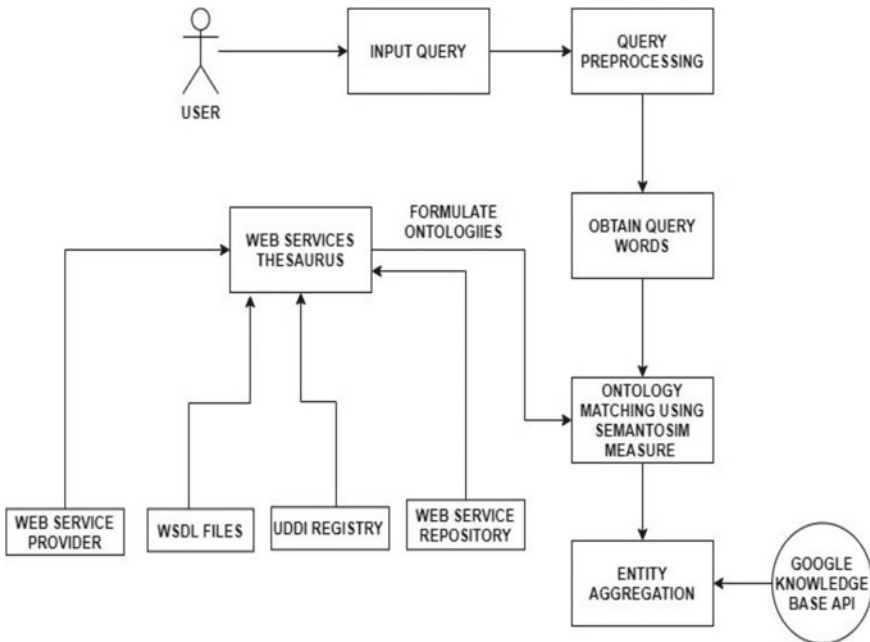 INPUT QUERY
QUERY
PREPROCESSING
USER
FORMULATE
ONTOLOGIIES
WEB SERVICES
THESAURUS
OBTAIN QUERY
WORDS
ONTOLOGY
MATCHING USING
SEMANTOSIM
MEASURE
WEB SERVICE
PROVIDER
WSDL FILES
UDDI REGISTRY
WEB SERVICE
REPOSITORY
ENTITY
AGGREGATION
GOOGLE
KNOWLEDGE
BASE API